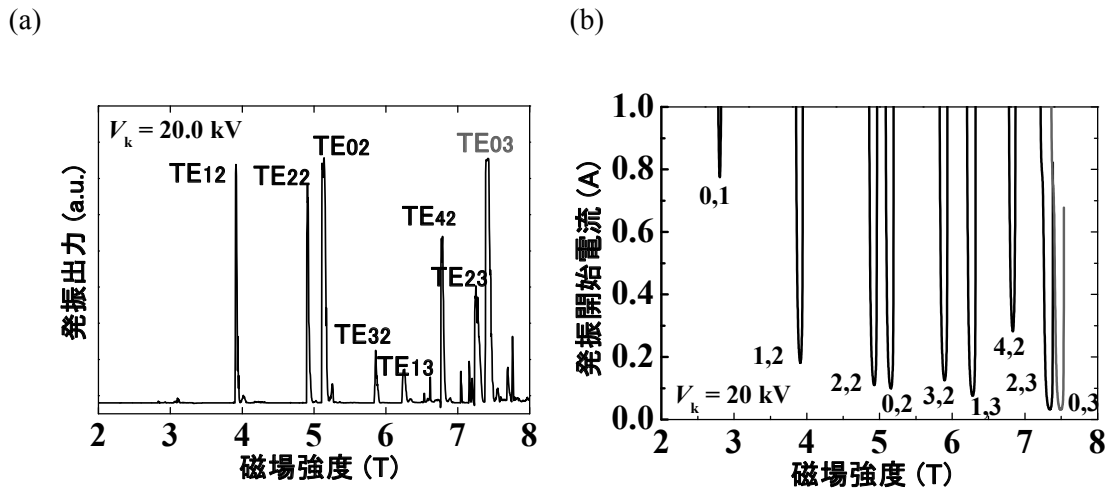 (a)
(b)
発振出力 (a.u.)
V_k = 20.0 kV
TE12
TE22
TE02
TE32
TE13
TE42
TE23
TE03
2 3 4 5 6 7 8
磁場強度 (T)
発振開始電流 (A)
1.0
0.8
0.6
0.4
0.2
0.0
0,1
1,2
2,2
0,2
3,2
1,3
4,2
2,3
0,3
V_k = 20 kV
2 3 4 5 6 7 8
磁場強度 (T)